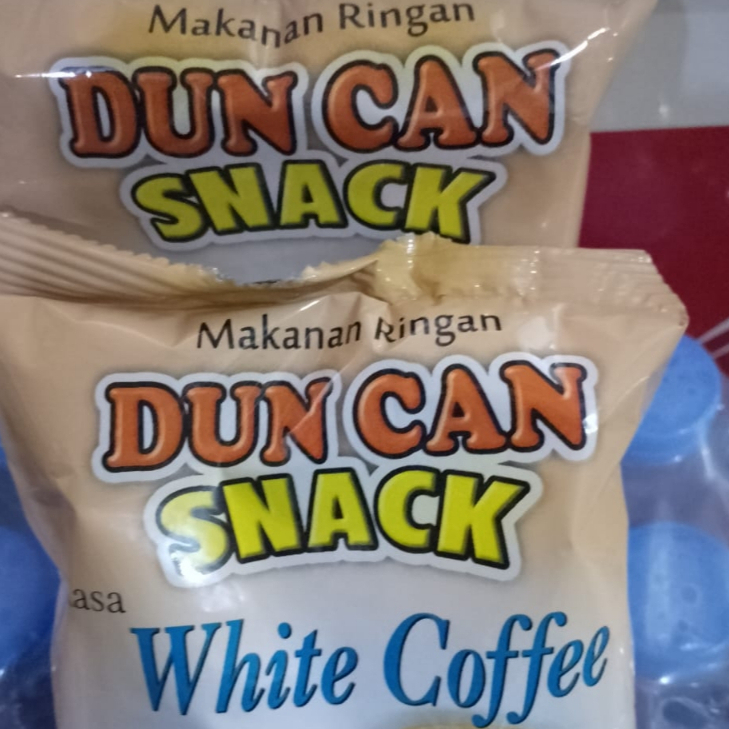 Makanan Ringan
DUN CAN
SNACK
Makanan Ringan
DUN CAN
SNACK
White Coffee